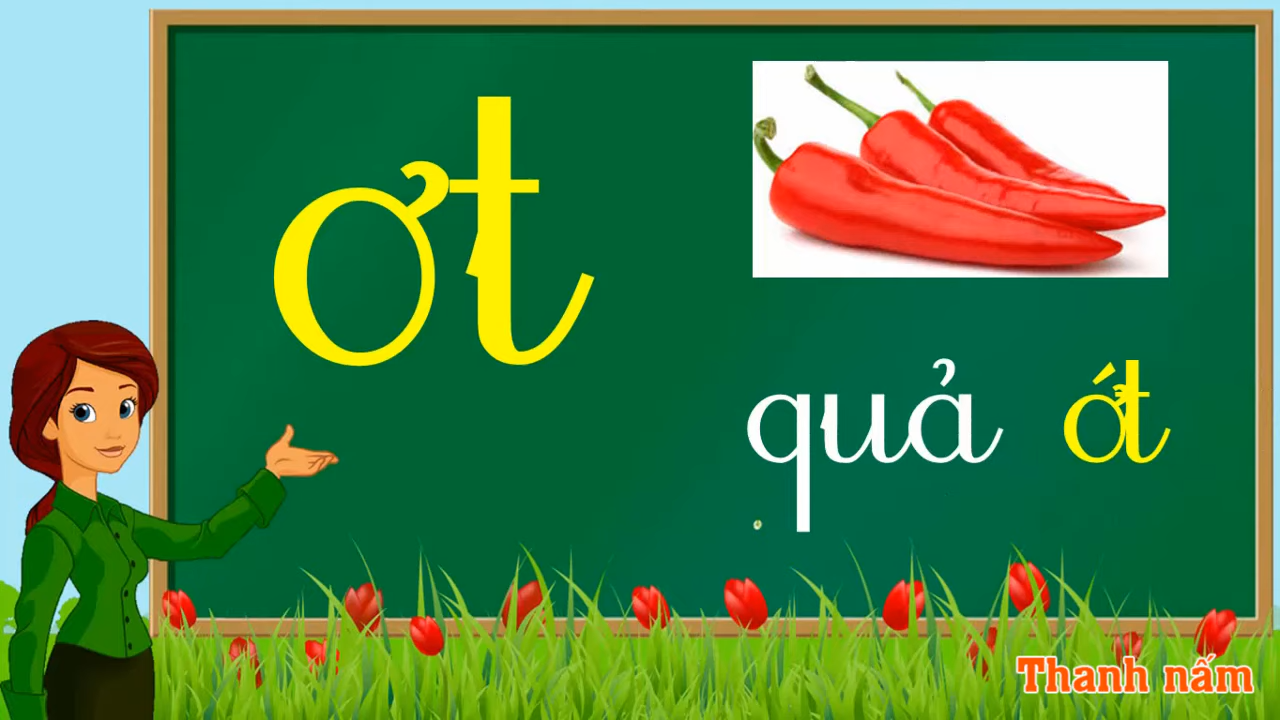 ơt
quả ớt
Thanh nấm